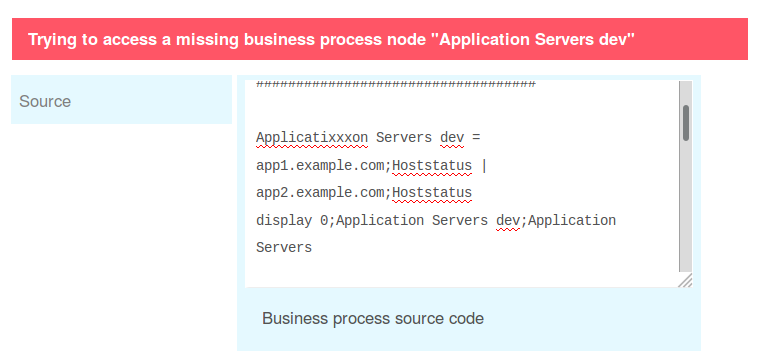 Trying to access a missing business process node "Application Servers dev"
Source
###################################
Applicatixxxon Servers dev =
app1.example.com;Hoststatus |
app2.example.com;Hoststatus
display 0;Application Servers dev;Application
Servers
Business process source code